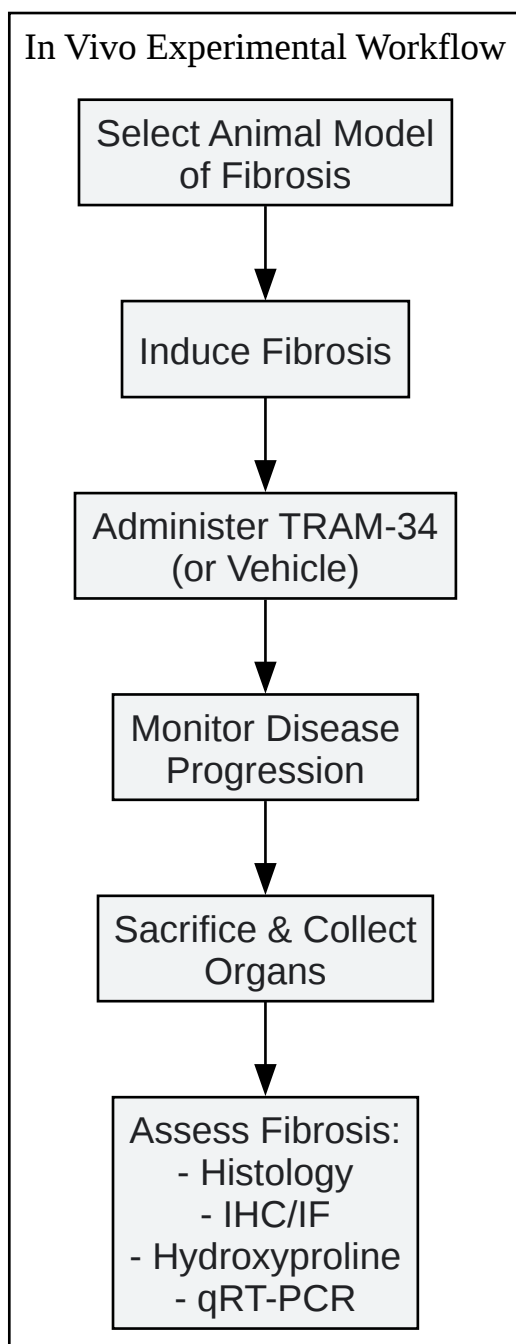 In Vivo Experimental Workflow
Select Animal Model
of Fibrosis
Induce Fibrosis
Administer TRAM-34
(or Vehicle)
Monitor Disease
Progression
Sacrifice & Collect
Organs
Assess Fibrosis:
- Histology
- IHC/IF
- Hydroxyproline
- qRT-PCR